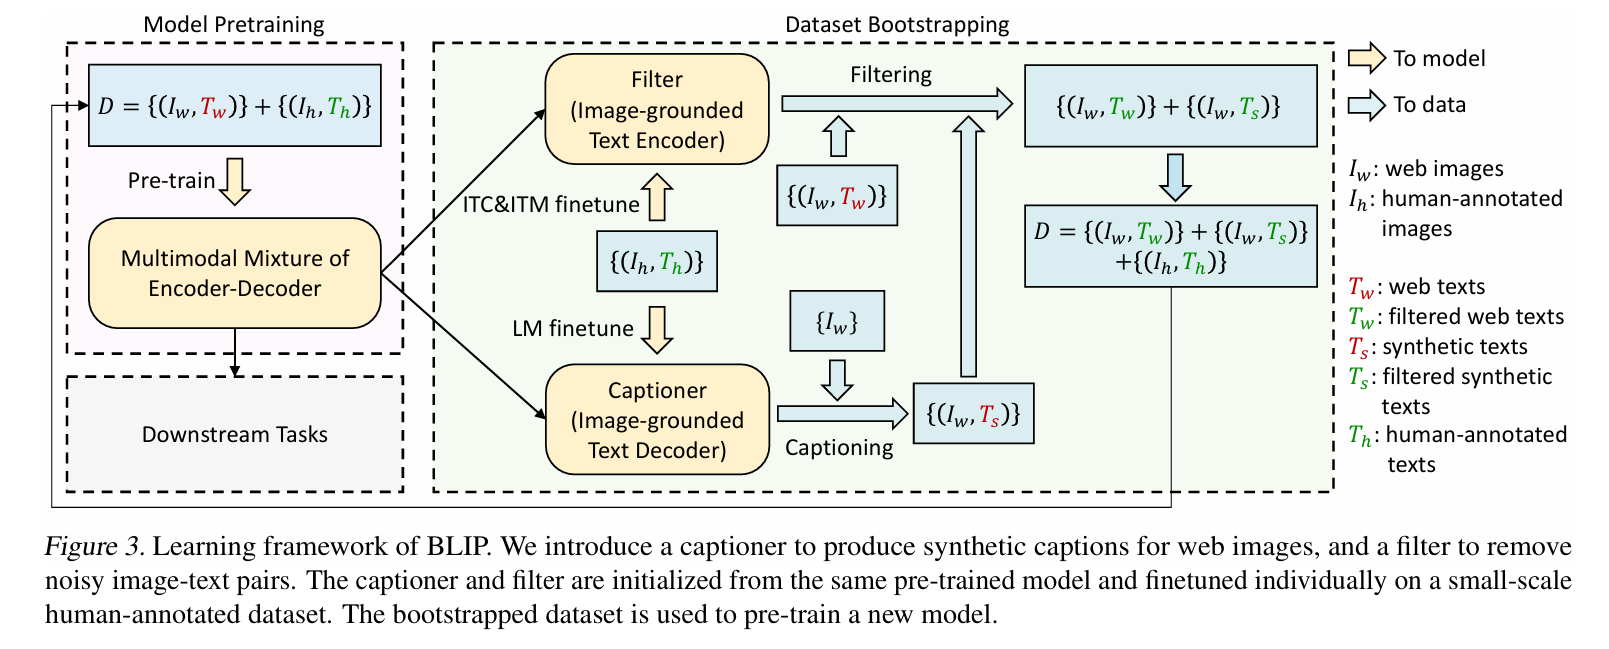 Model Pretraining
D = {(I_w, T_w)} + {(I_h, T_h)}
Pre-train
Multimodal Mixture of
Encoder-Decoder
Downstream Tasks
Dataset Bootstrapping
Filter
(Image-grounded
Text Encoder)
ITC&ITM finetune
{(I_h, T_h)}
LM finetune
Captioner
(Image-grounded
Text Decoder)
Filtering
{(I_w, T_w)}
{I_w}
Captioning
{(I_w, T_s)}
{(I_w, T_w)} + {(I_w, T_s)}
D = {(I_w, T_w)} + {(I_w, T_s)}
+{(I_h, T_h)}
To model
To data
I_w: web images
I_h: human-annotated
images
T_w: web texts
T_w: filtered web texts
T_s: synthetic texts
T_s: filtered synthetic
texts
T_h: human-annotated
texts
Figure 3. Learning framework of BLIP. We introduce a captioner to produce synthetic captions for web images, and a filter to remove
noisy image-text pairs. The captioner and filter are initialized from the same pre-trained model and finetuned individually on a small-scale
human-annotated dataset. The bootstrapped dataset is used to pre-train a new model.